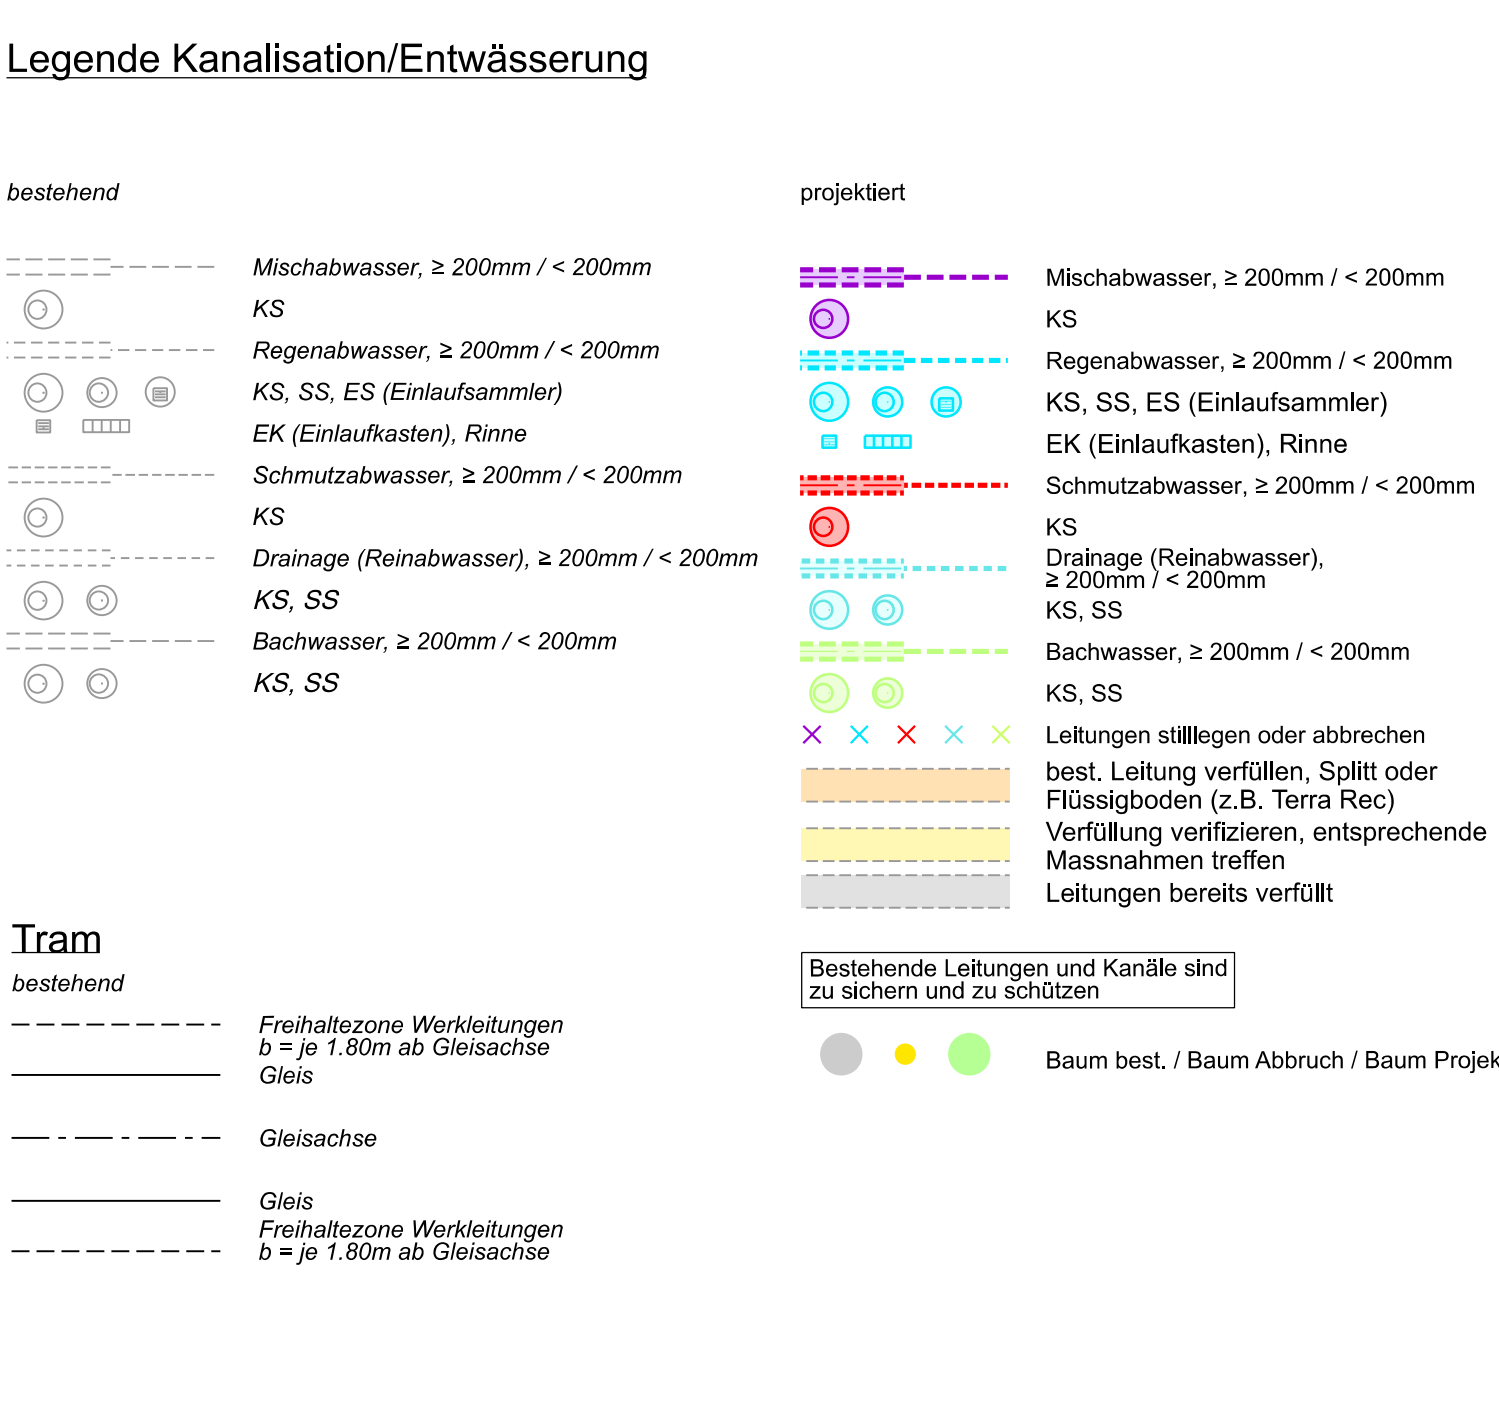 Legende Kanalisation/Entwässerung
bestehend
Mischabwasser, ≥ 200mm / < 200mm
KS
Regenabwasser, ≥ 200mm / < 200mm
KS, SS, ES (Einlaufsammler)
EK (Einlaufkasten), Rinne
Schmutzabwasser, ≥ 200mm / < 200mm
KS
Drainage (Reinabwasser), ≥ 200mm / < 200mm
KS, SS
Bachwasser, ≥ 200mm / < 200mm
KS, SS
projektiert
Mischabwasser, ≥ 200mm / < 200mm
KS
Regenabwasser, ≥ 200mm / < 200mm
KS, SS, ES (Einlaufsammler)
EK (Einlaufkasten), Rinne
Schmutzabwasser, ≥ 200mm / < 200mm
KS
Drainage (Reinabwasser),
≥ 200mm / < 200mm
KS, SS
Bachwasser, ≥ 200mm / < 200mm
KS, SS
Leitungen stilllegen oder abbrechen
best. Leitung verfüllen, Splitt oder
Flüssigboden (z.B. Terra Rec)
Verfüllung verifizieren, entsprechende
Massnahmen treffen
Leitungen bereits verfüllt
Bestehende Leitungen und Kanäle sind
zu sichern und zu schützen
Baum best. / Baum Abbruch / Baum Projek
Tram
bestehend
Freihaltezone Werkleitungen
b = je 1.80m ab Gleisachse
Gleis
Gleisachse
Gleis
Freihaltezone Werkleitungen
b = je 1.80m ab Gleisachse